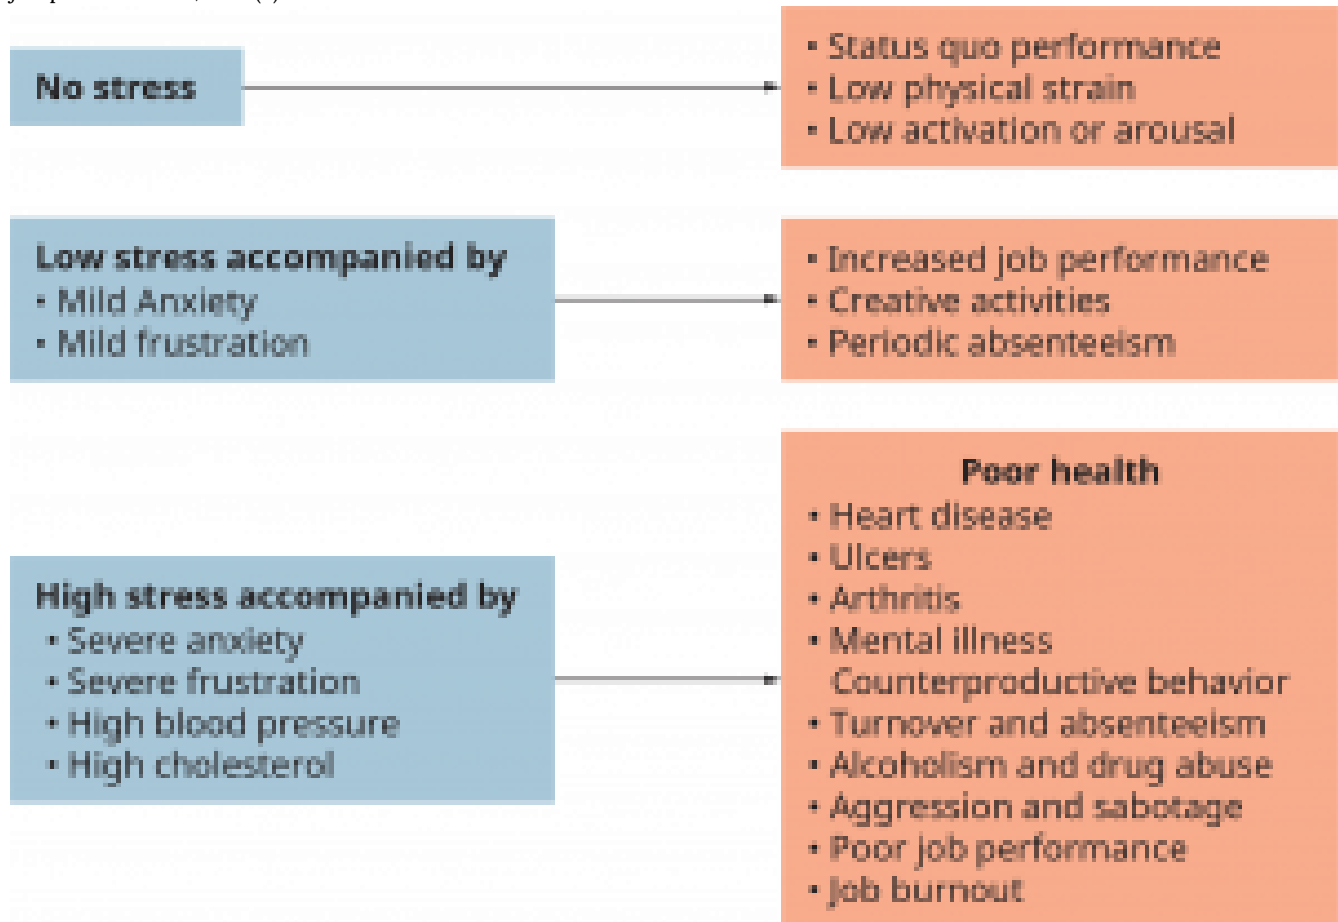 No stress
• Status quo performance
• Low physical strain
• Low activation or arousal
Low stress accompanied by
• Mild Anxiety
• Mild frustration
• Increased job performance
• Creative activities
• Periodic absenteeism
High stress accompanied by
• Severe anxiety
• Severe frustration
• High blood pressure
• High cholesterol
Poor health
• Heart disease
• Ulcers
• Arthritis
• Mental illness
Counterproductive behavior
• Turnover and absenteeism
• Alcoholism and drug abuse
• Aggression and sabotage
• Poor job performance
• Job burnout